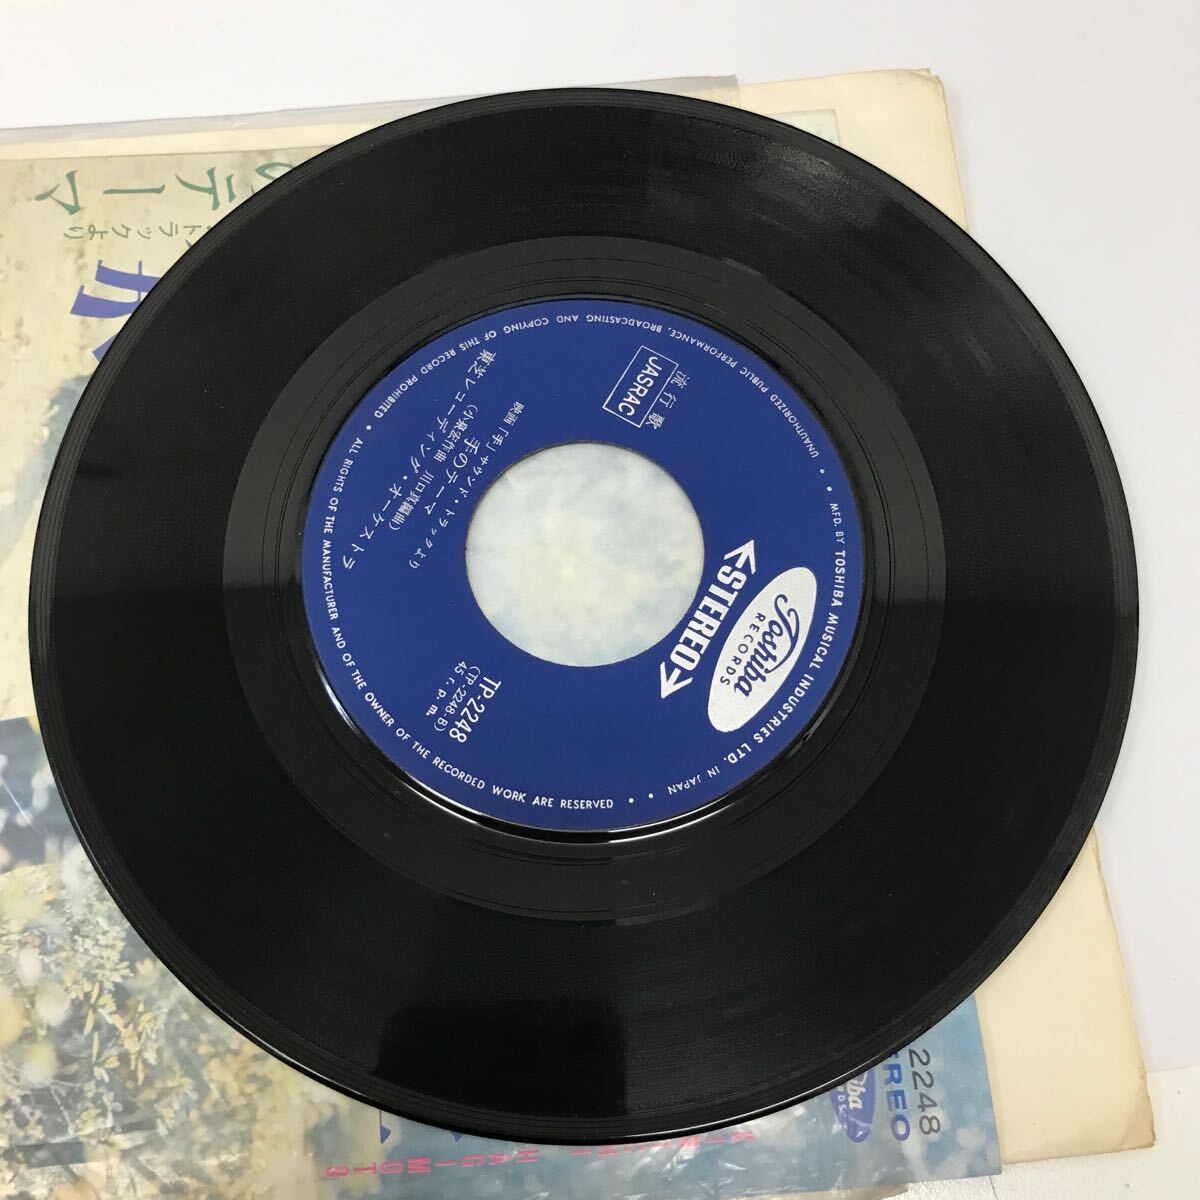 Toshiba
RECORDS
<STEREO>
流行歌
JASRAC
TP-2248
(TP-2248-B)
45 r. p. m.
映画「手」サウンド・トラックより
手のテーマ
(小泉宏作曲 川口真編曲)
東芝レコーディング・オーケストラ
MFD. BY TOSHIBA MUSICAL INDUSTRIES LTD. IN JAPAN
• ALL RIGHTS OF THE MANUFACTURER AND OF THE OWNER OF THE RECORDED WORK ARE RESERVED •
• UNAUTHORIZED PUBLIC PERFORMANCE, BROADCASTING AND COPYING OF THIS RECORD PROHIBITED
のテーマ
トラックより
カ
2248
EREO
HAGIMOTO